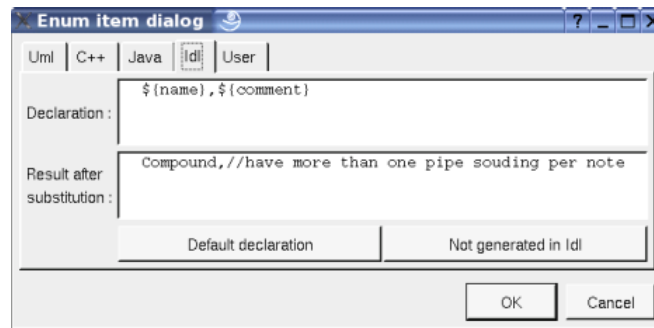 Enum item dialog
Uml C++ Java Idl User
Declaration :
${name},${comment}
Result after
substitution :
Compound,//have more than one pipe souding per note
Default declaration Not generated in Idl
OK Cancel